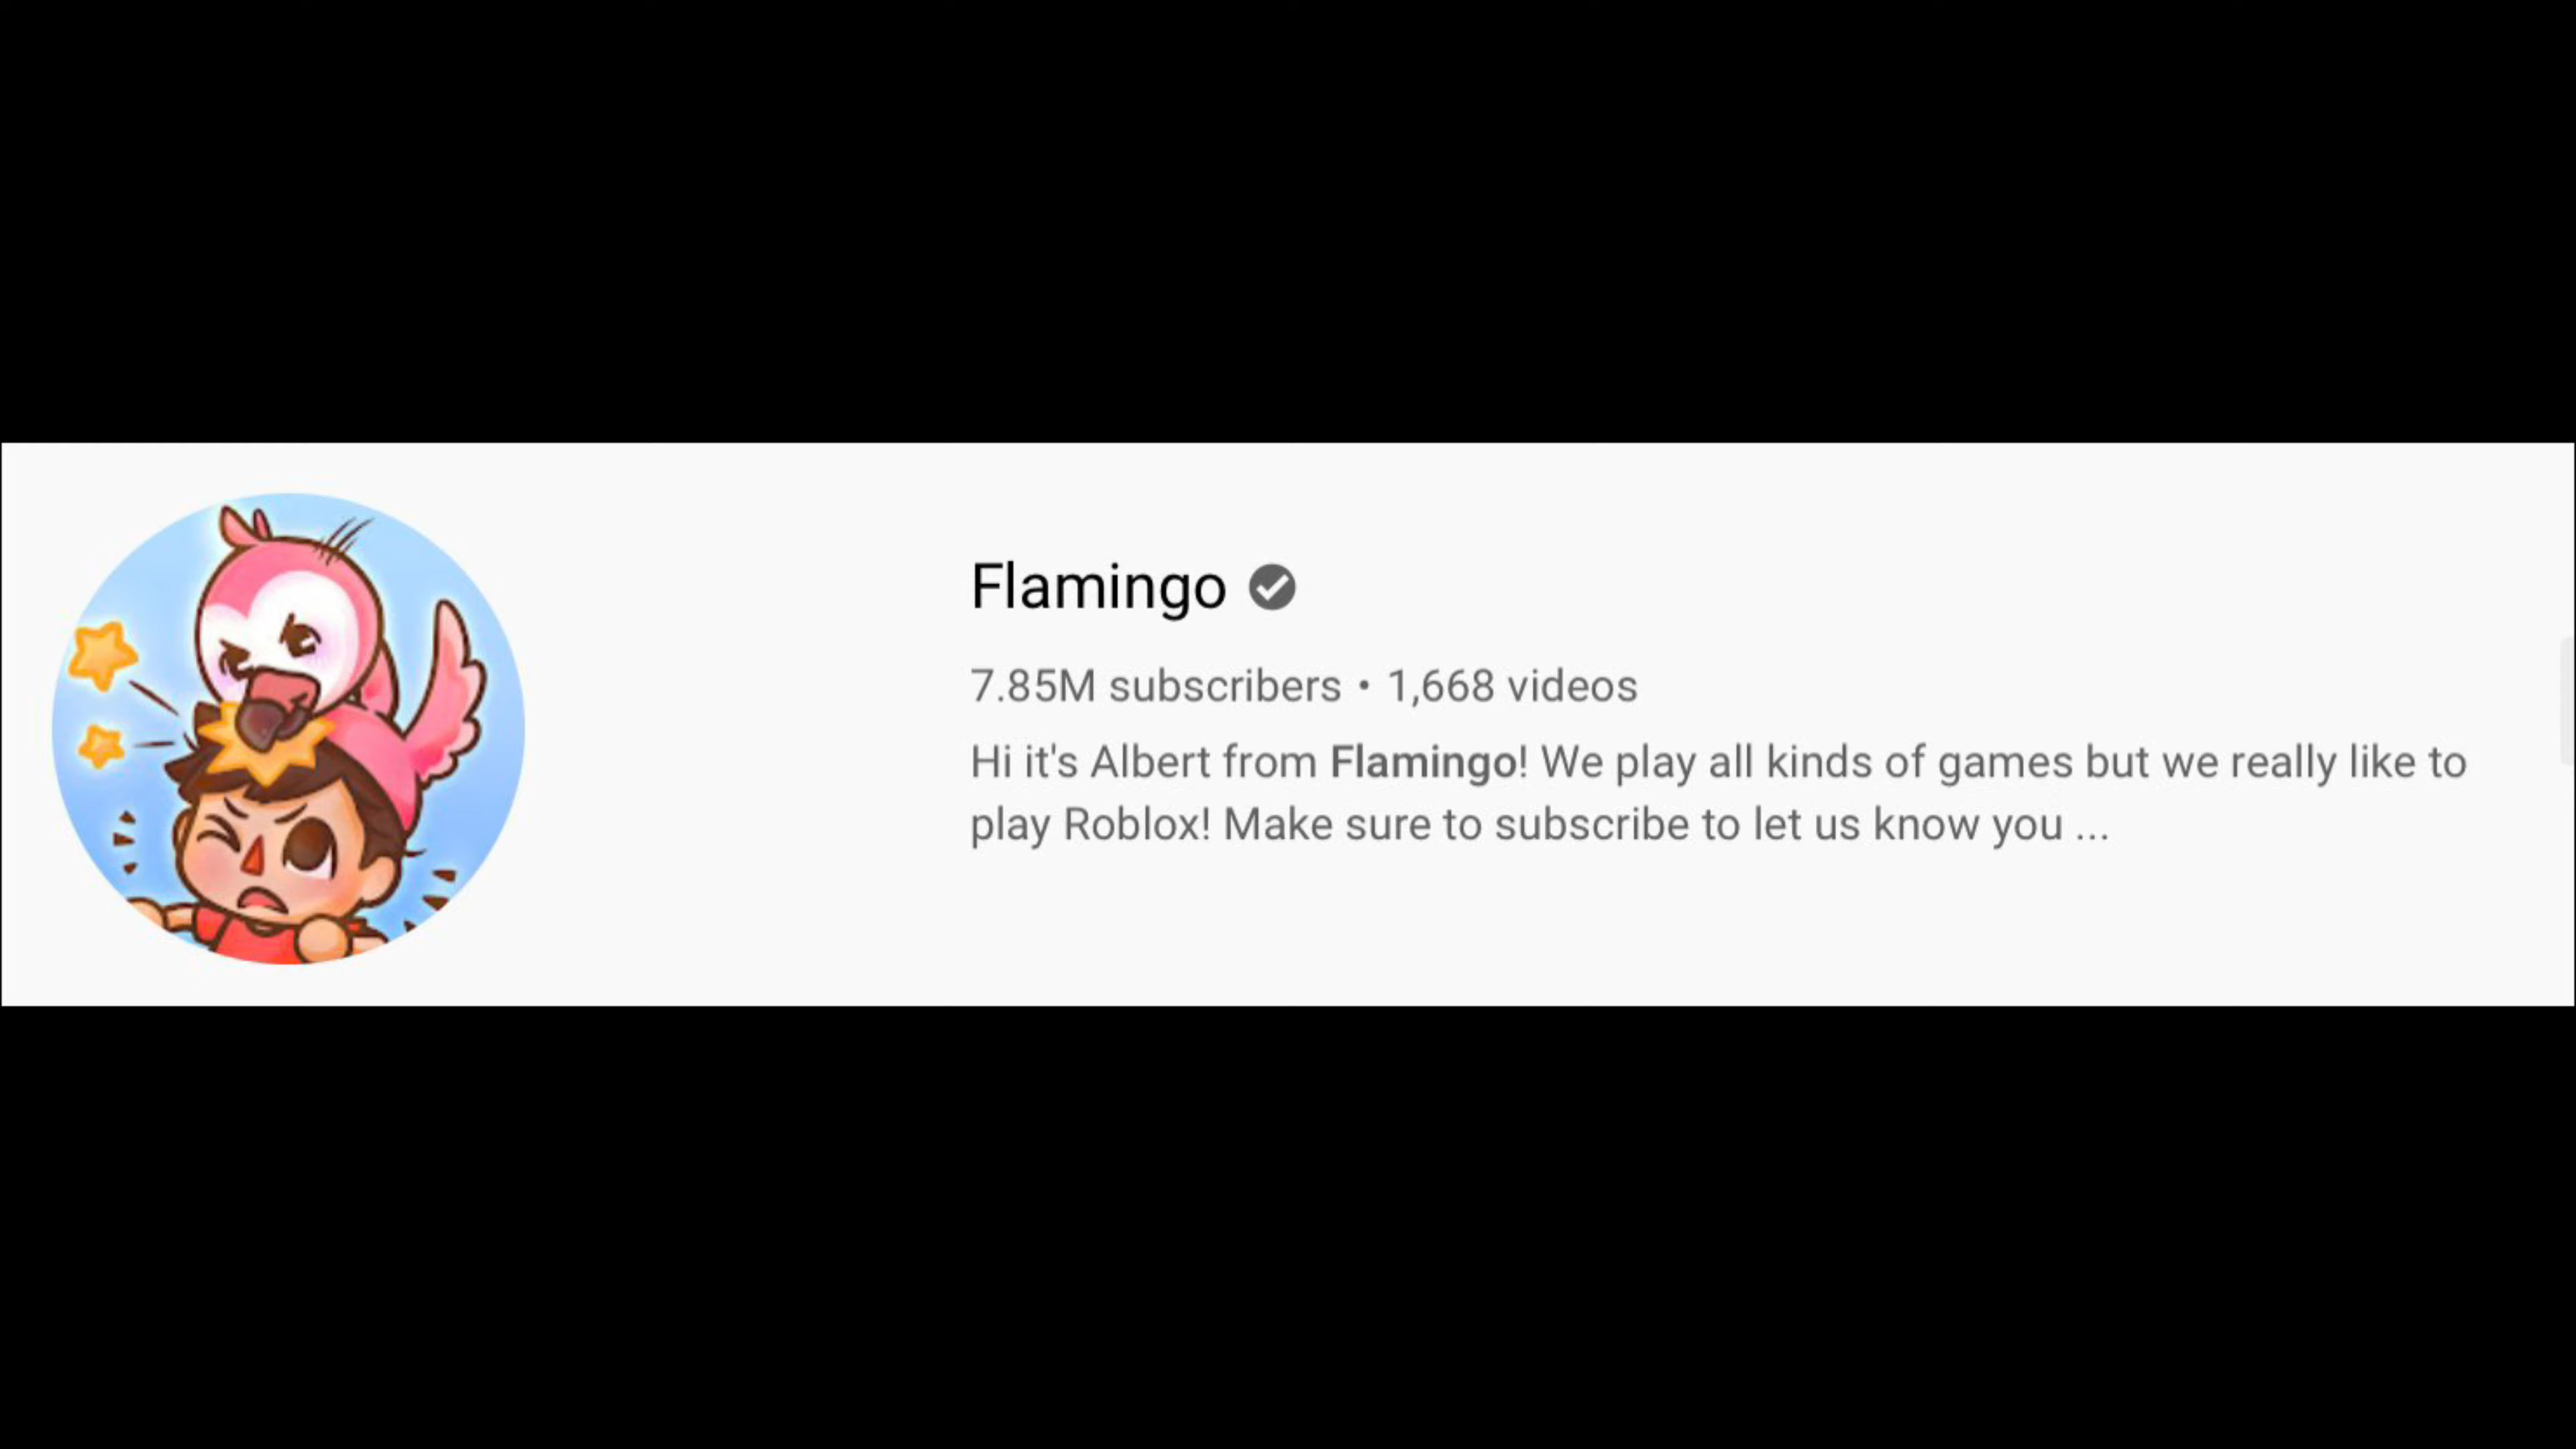 Flamingo
7.85M subscribers • 1,668 videos
Hi it's Albert from Flamingo! We play all kinds of games but we really like to
play Roblox! Make sure to subscribe to let us know you ...